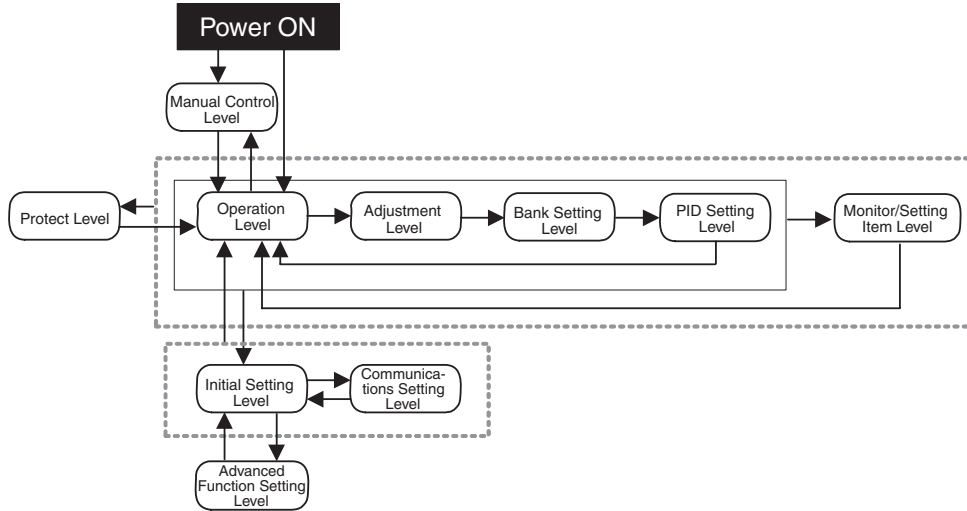 Power ON
Manual Control
Level
Protect Level
Operation
Level
Adjustment
Level
Bank Setting
Level
PID Setting
Level
Monitor/Setting
Item Level
Initial Setting
Level
Communica-
tions Setting
Level
Advanced
Function Setting
Level